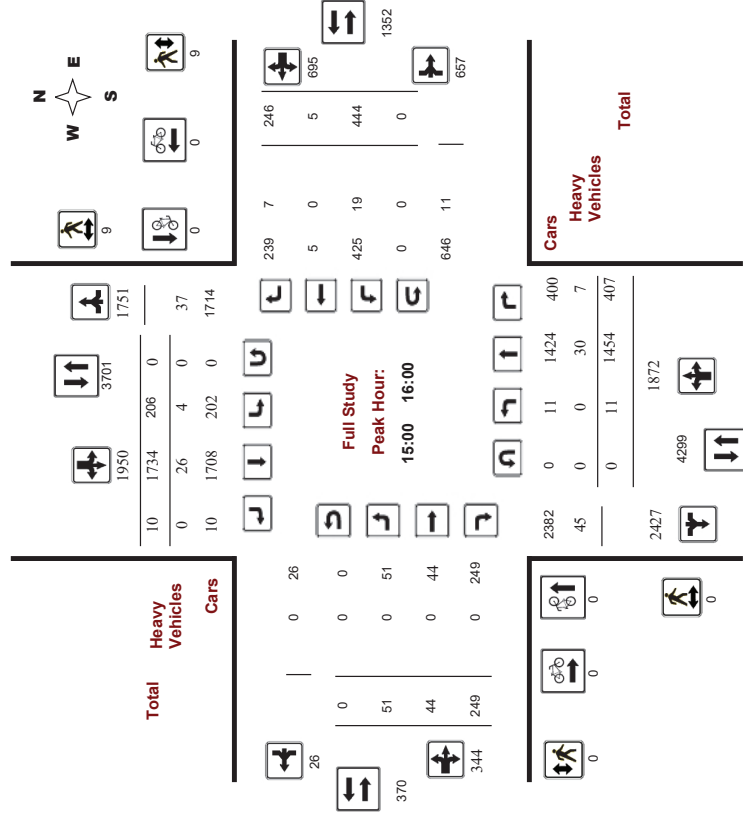 N
W E
S
9
9
0
0
Total
Heavy Vehicles
Cars
1950
3701
1751
10 1734 206 0
0 26 4 0 37
10 1708 202 0 1714
26
0 26
370
0 0 0
51 0 51
44 0 44
249 0 249
344
Full Study
Peak Hour:
15:00 16:00
239 7 246
5 0 5
425 19 444
0 0 0
646 11
695
1352
657
2382 0 11 1424 400 Cars
45 0 0 30 7 Heavy Vehicles
0 11 1454 407
Total
2427
1872
4299
0
0
0
0